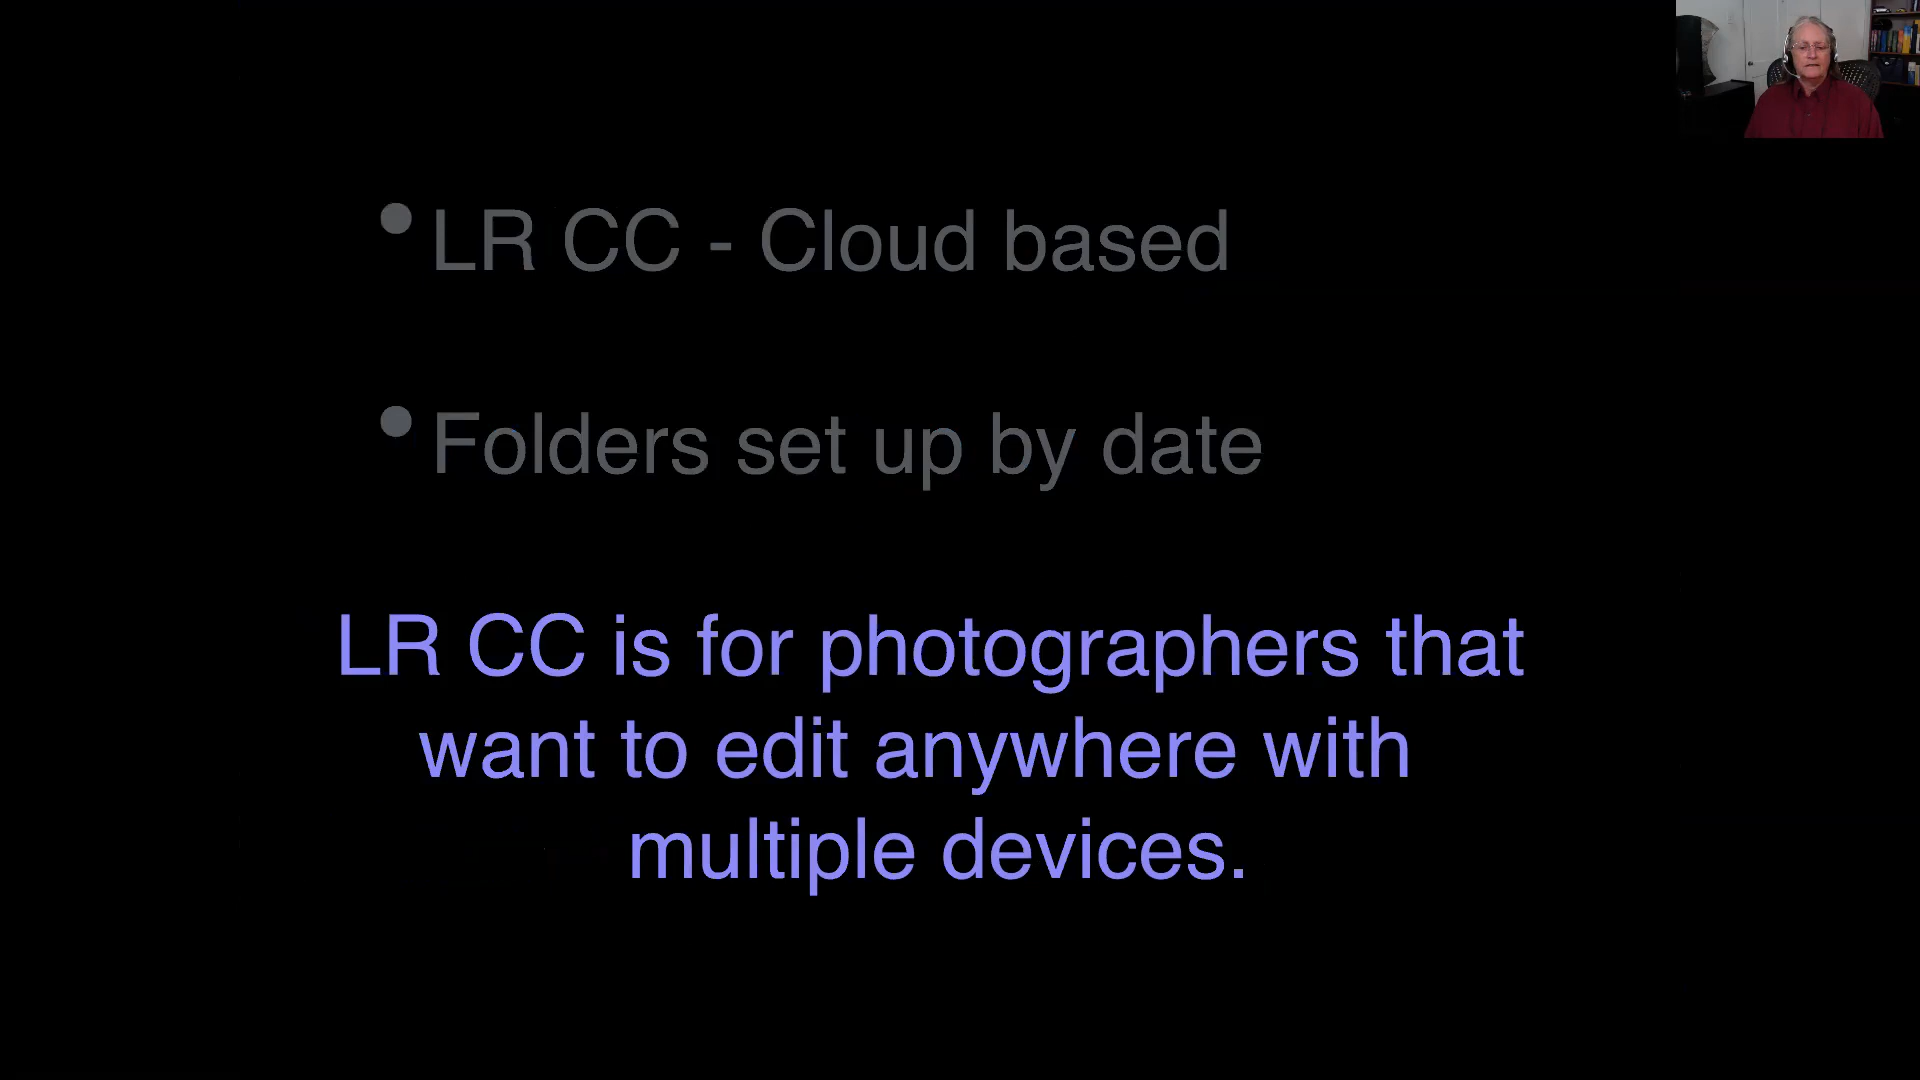 • LR CC - Cloud based
• Folders set up by date
LR CC is for photographers that
want to edit anywhere with
multiple devices.